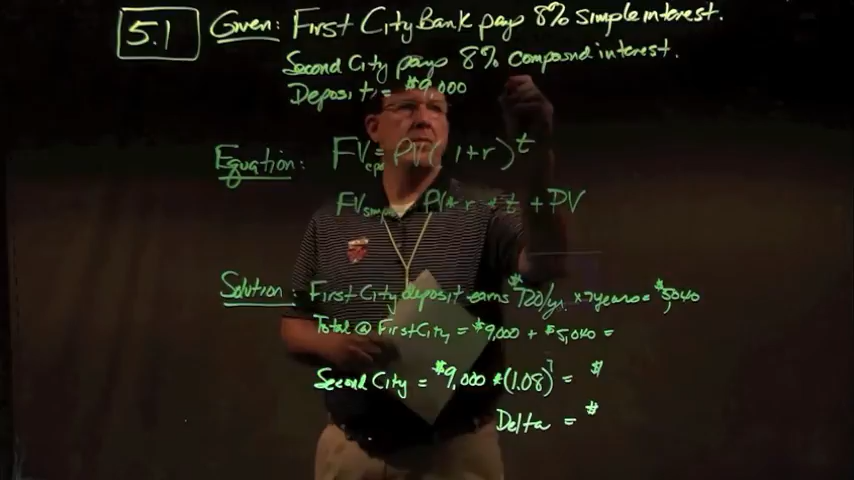 5.1 Given: First City Bank pays 8% simple interest.
Second City pays 8% compound interest.
Deposit = $9,000
Equation: FVcpd = PV(1+r)^t
FVsimple = PV * r * t + PV
Solution: First City deposit earns $720/yr. x 7 years = $5,040
Total @ First City = $9,000 + $5,040 =
Second City = $9,000 * (1.08)^7 = $
Delta = $